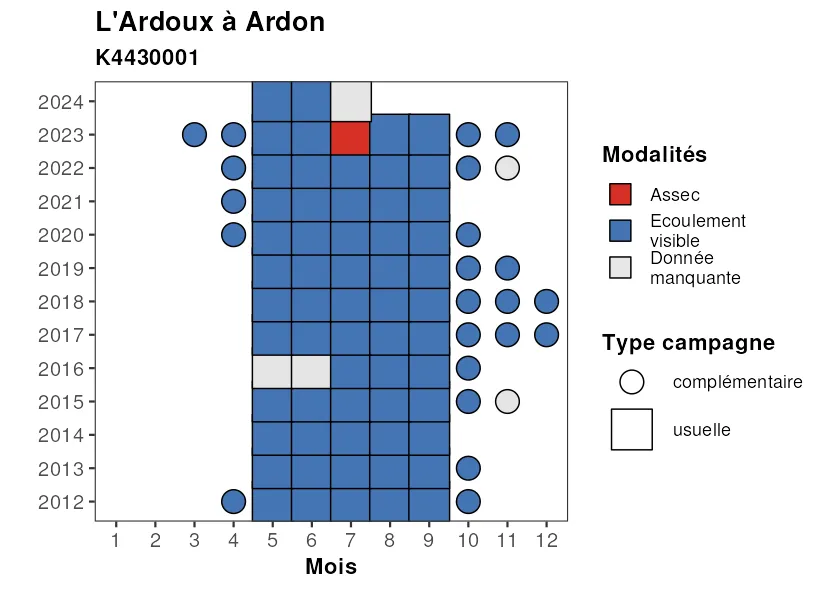 L'Ardoux à Ardon
K4430001
2024
2023
2022
2021
2020
2019
2018
2017
2016
2015
2014
2013
2012
1 2 3 4 5 6 7 8 9 10 11 12
Mois
Modalités
Assec
Ecoulement
visible
Donnée
manquante
Type campagne
complémentaire
usuelle